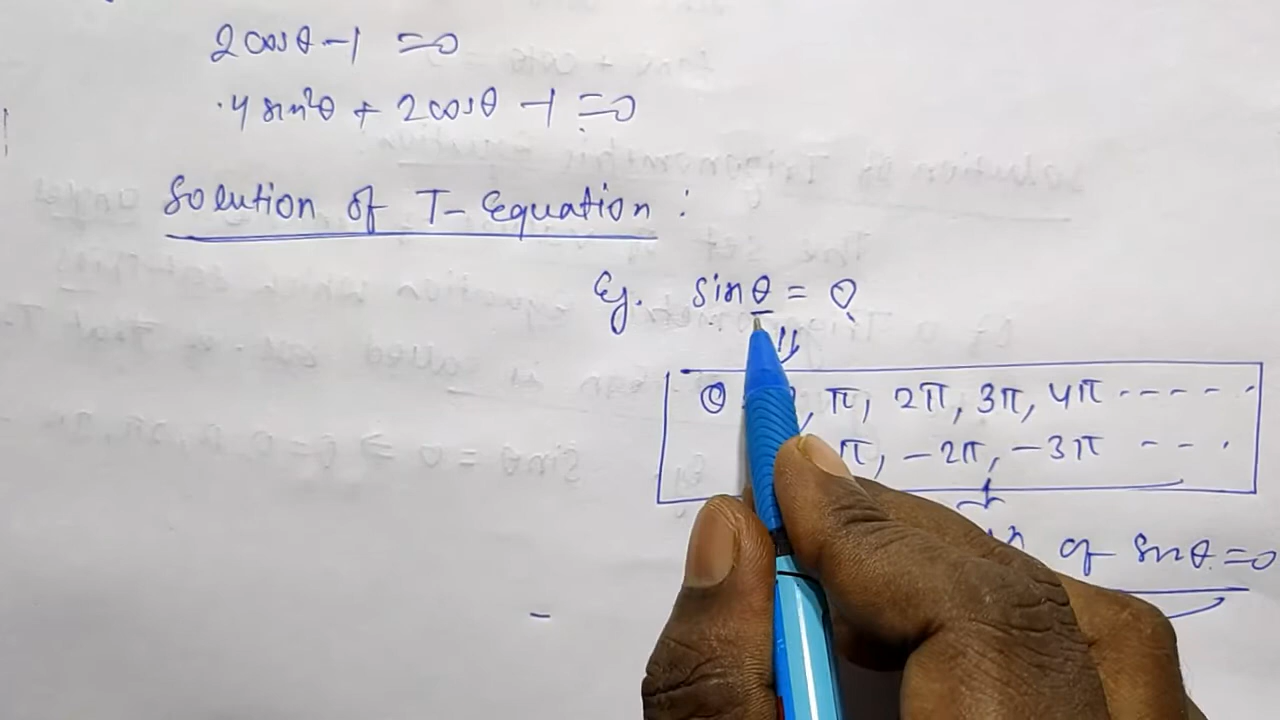 2cosθ-1 =0
4 sin²θ + 2cosθ -1 =0
Solution of T- Equation :
Eg. sinθ = 0
θ , π, 2π, 3π, 4π -----
π, -2π, -3π --.
of sinθ=0